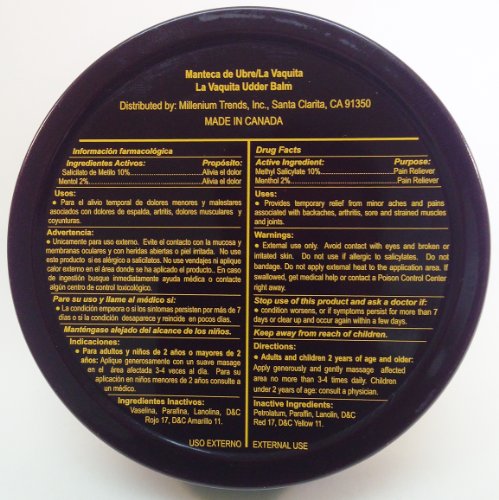 Manteca de Ubre/La Vaquita
La Vaquita Udder Balm
Distributed by: Millenium Trends, Inc., Santa Clarita, CA 91350
MADE IN CANADA
Información farmacológica
Ingredientes Activos: Propósito:
Salicilato de Metilo 10%..................Alivia el dolor
Mentol 2%.......................................Alivia el dolor
Usos:
• Para el alivio temporal de dolores menores y malestares
asociados con dolores de espalda, artritis, dolores musculares y
coyunturas.
Advertencia:
• Unicamente para uso externo. Evite el contacto con la mucosa y
membranas oculares y con heridas abiertas o piel irritada. No use
este producto si es alérgico a salicilatos. No use vendajes ni aplique
calor externo en el área donde se ha aplicado el producto. En caso
de ingestión busque inmediatamente ayuda médica o contacte
algún centro de control toxicológico.
Pare su uso y llame al médico si:
• La condición empeora o si los sintomas persisten por más de 7
días o si la condición desaparece y reincide en pocos días.
Manténgase alejado del alcance de los niños.
Indicaciones:
• Para adultos y niños de 2 años o mayores de 2
años: Aplique generosamente con un suave masage
en el área afectada 3-4 veces al día. Para su
aplicación en niños menores de 2 años consulte a
un médico.
Ingredientes Inactivos:
Vaselina, Parafina, Lanolina, D&C
Rojo 17, D&C Amarillo 11.
USO EXTERNO
Drug Facts
Active Ingredient: Purpose:
Methyl Salicylate 10%......................Pain Reliever
Menthol 2%......................................Pain Reliever
Uses:
• Provides temporary relief from minor aches and pains
associated with backaches, arthritis, sore and strained muscles
and joints.
Warnings:
• External use only. Avoid contact with eyes and broken or
irritated skin. Do not use if allergic to salicylates. Do not
bandage. Do not apply external heat to the application area. If
swallowed, get medical help or contact a Poison Control Center
right away.
Stop use of this product and ask a doctor if:
• condition worsens, or if symptoms persist for more than 7
days or clear up and occur again within a few days.
Keep away from reach of children.
Directions:
• Adults and children 2 years of age and older:
Apply generously and gently massage affected
area no more than 3-4 times daily. Children
under 2 years of age: consult a physician.
Inactive Ingredients:
Petrolatum, Paraffin, Lanolin, D&C
Red 17, D&C Yellow 11.
EXTERNAL USE